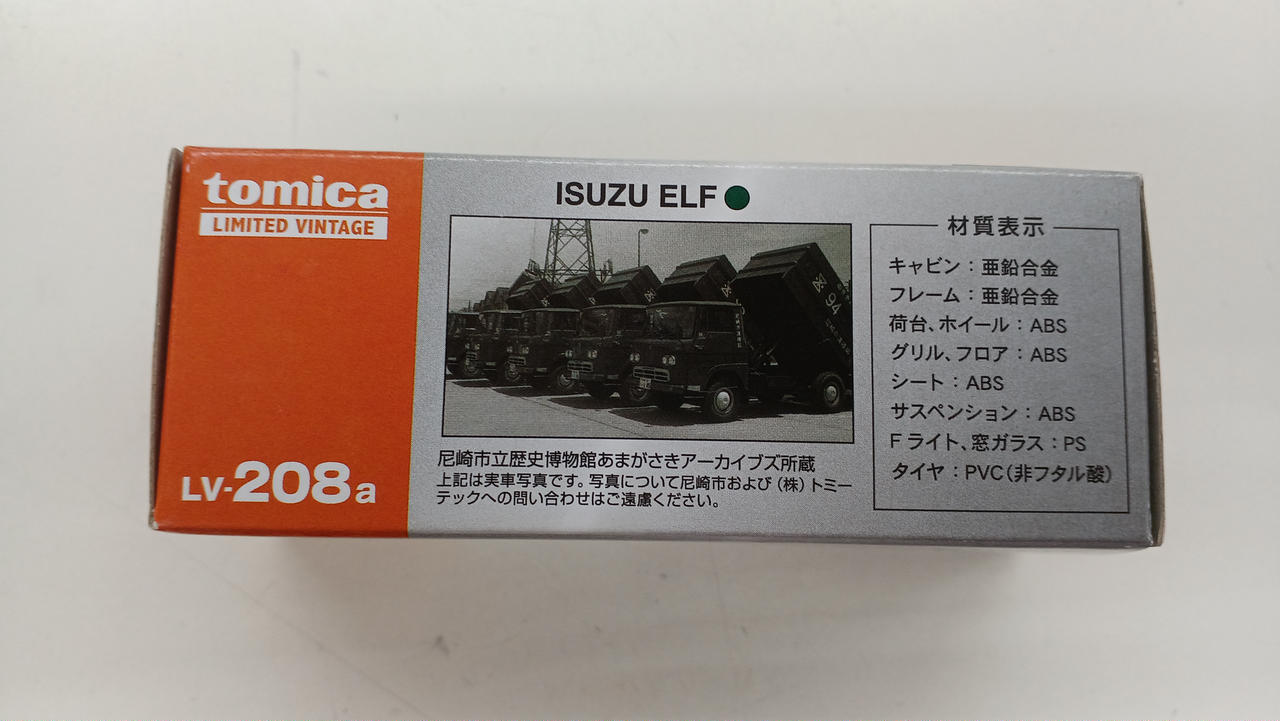 tomica
LIMITED VINTAGE
LV-208a
ISUZU ELF
94
尼崎市立歴史博物館あまがさきアーカイブズ所蔵
上記は実車写真です。写真について尼崎市および（株）トミー
テックへの問い合わせはご遠慮ください。
材質表示
キャビン：亜鉛合金
フレーム：亜鉛合金
荷台、ホイール：ABS
グリル、フロア：ABS
シート：ABS
サスペンション：ABS
Fライト、窓ガラス：PS
タイヤ：PVC（非フタル酸）